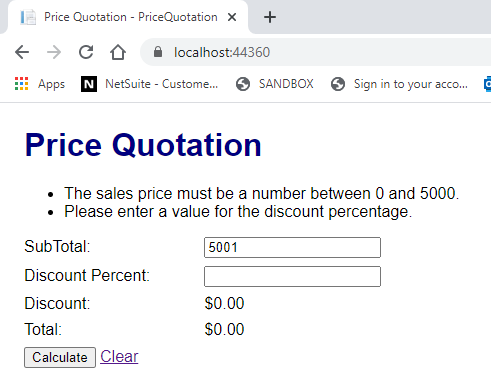 Price Quotation - PriceQuotation
localhost:44360
Apps NetSuite - Custome... SANDBOX Sign in to your acco...
Price Quotation
• The sales price must be a number between 0 and 5000.
• Please enter a value for the discount percentage.
SubTotal: 5001
Discount Percent:
Discount: $0.00
Total: $0.00
Calculate Clear